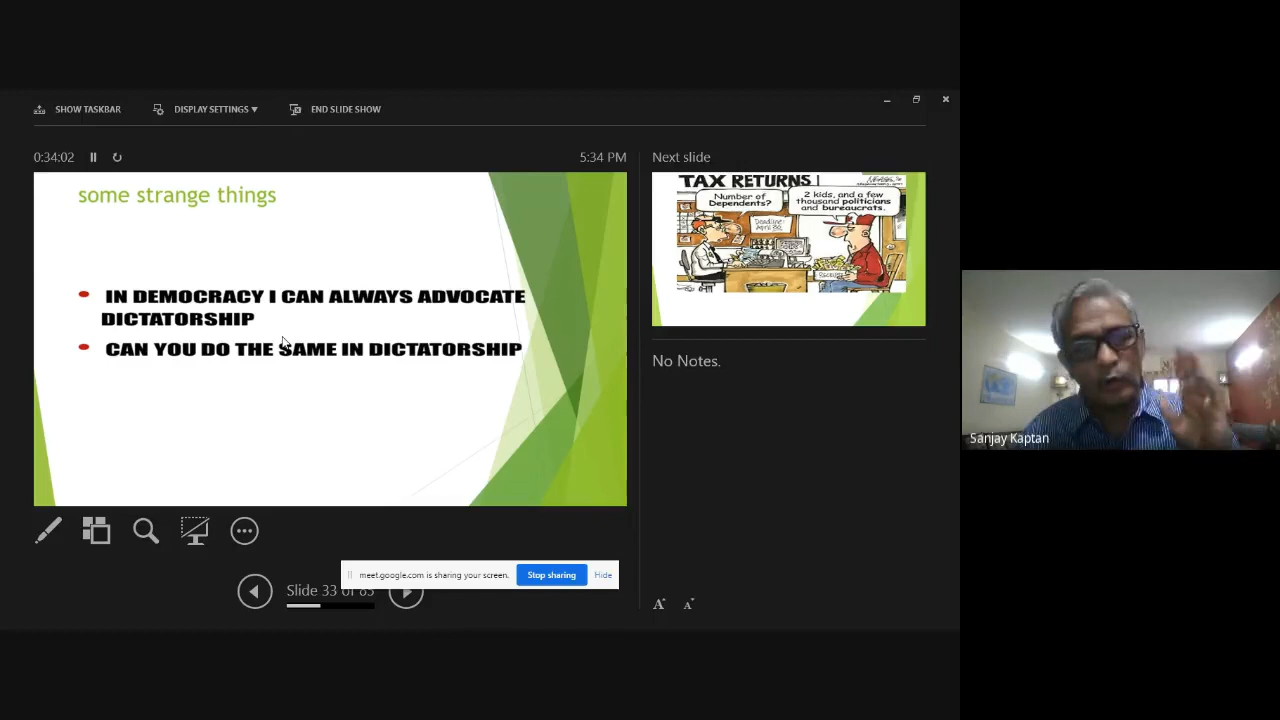 SHOW TASKBAR
DISPLAY SETTINGS ▾
END SLIDE SHOW
0:34:02
5:34 PM
Next slide
some strange things
IN DEMOCRACY I CAN ALWAYS ADVOCATE
DICTATORSHIP
CAN YOU DO THE SAME IN DICTATORSHIP
TAX RETURNS
Number of
Dependents?
2 kids, and a few
thousand politicians
and bureaucrats.
Deadline:
No Notes.
Sanjay Kaptan
meet.google.com is sharing your screen.
Stop sharing
Hide
Slide 33 of 85
A
A